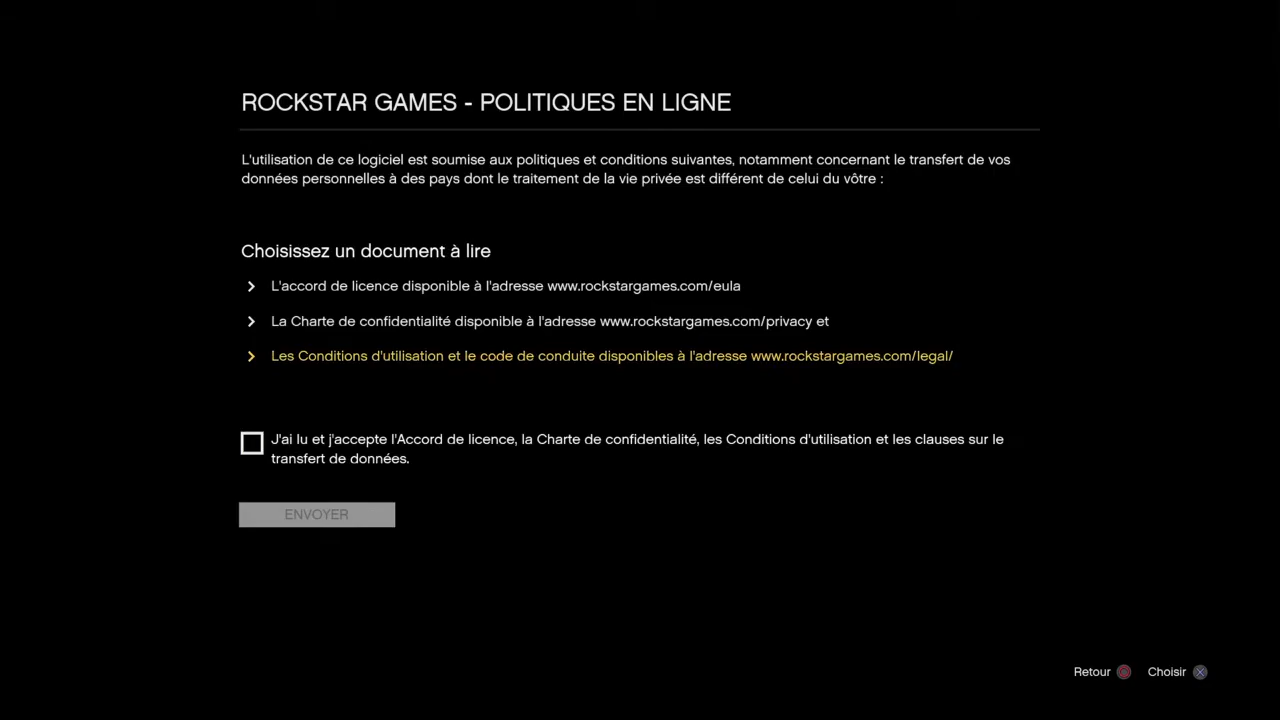 ROCKSTAR GAMES - POLITIQUES EN LIGNE
L'utilisation de ce logiciel est soumise aux politiques et conditions suivantes, notamment concernant le transfert de vos
données personnelles à des pays dont le traitement de la vie privée est différent de celui du vôtre :
Choisissez un document à lire
L'accord de licence disponible à l'adresse www.rockstargames.com/eula
La Charte de confidentialité disponible à l'adresse www.rockstargames.com/privacy et
Les Conditions d'utilisation et le code de conduite disponibles à l'adresse www.rockstargames.com/legal/
J'ai lu et j'accepte l'Accord de licence, la Charte de confidentialité, les Conditions d'utilisation et les clauses sur le
transfert de données.
ENVOYER
Retour Choisir